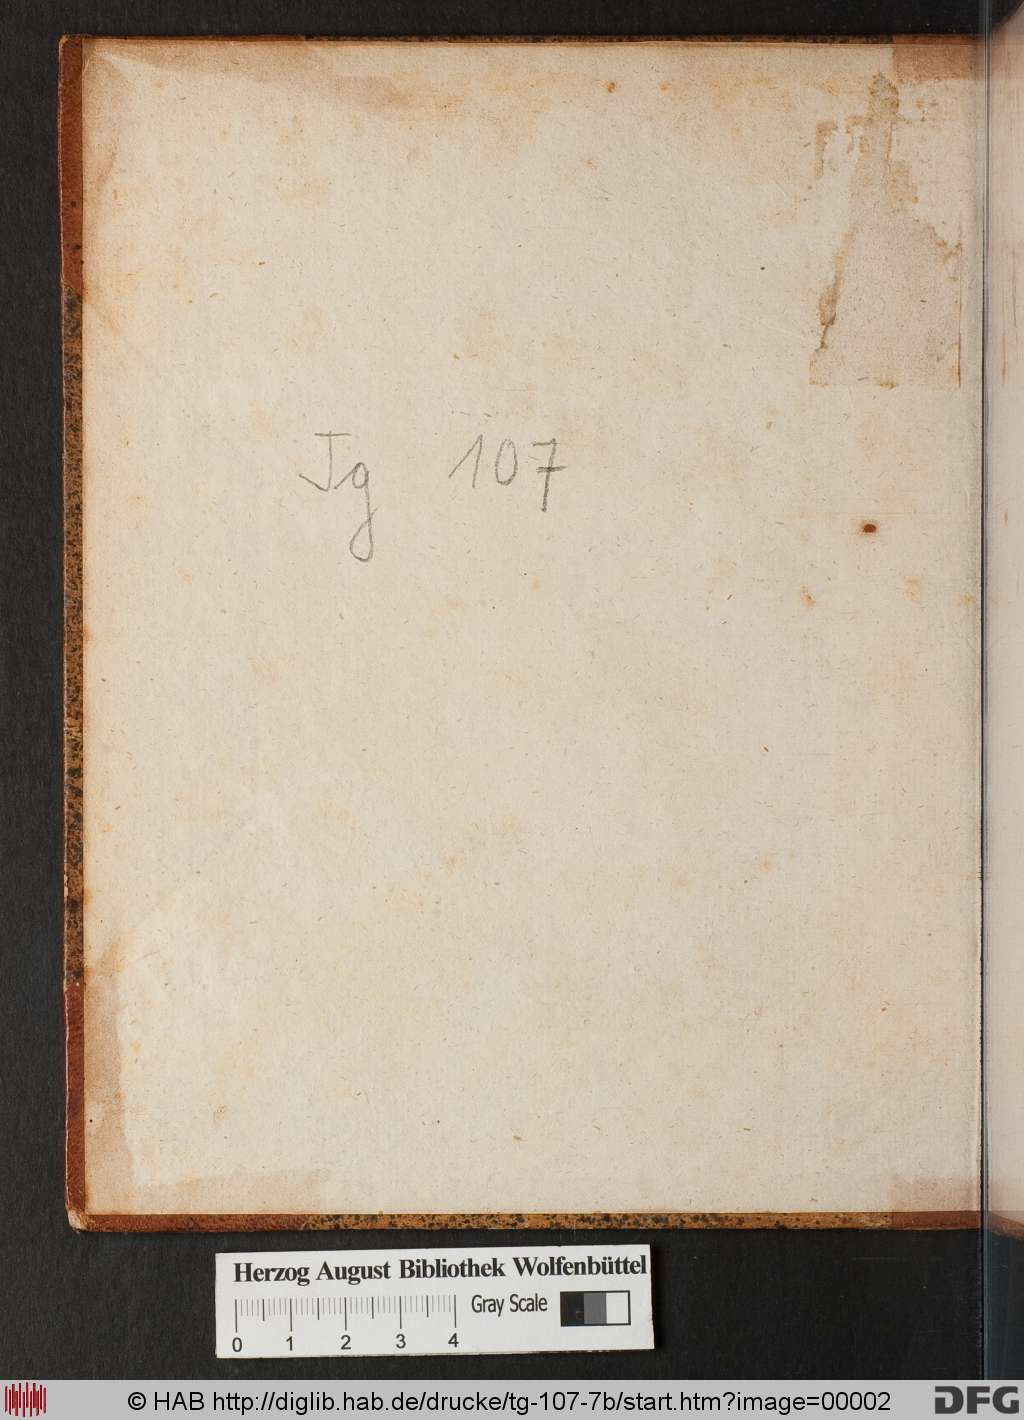 Jg 107
Herzog August Bibliothek Wolfenbüttel
Gray Scale
0 1 2 3 4
© HAB http://diglib.hab.de/drucke/tg-107-7b/start.htm?image=00002
DFG